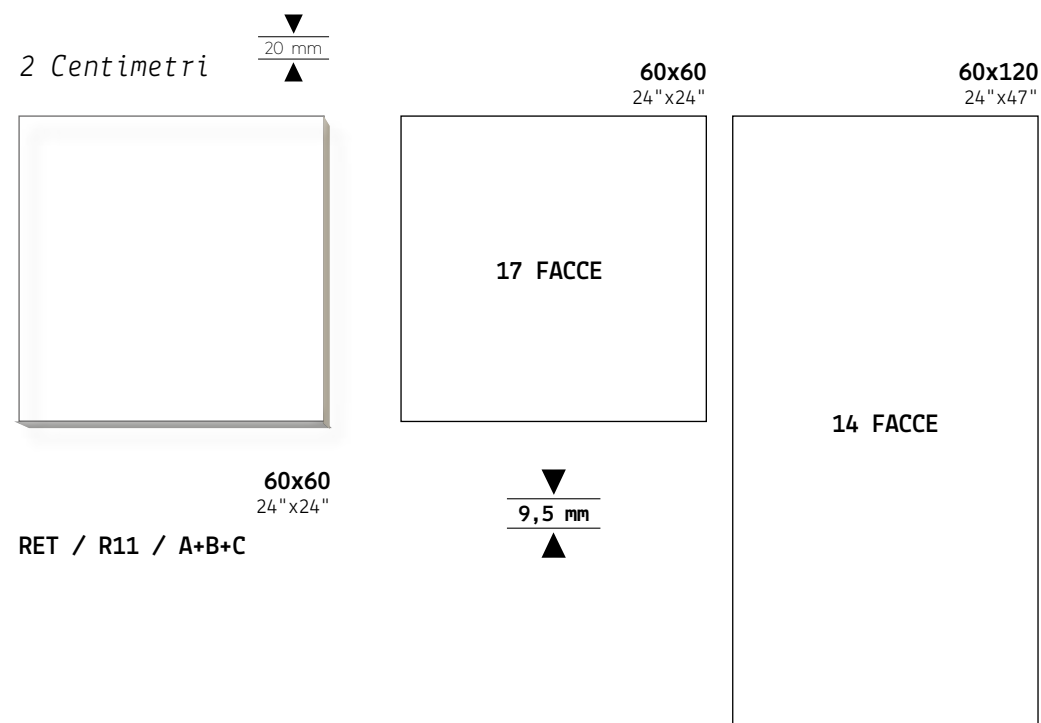 2 Centimetri
20 mm
60x60
24"x24"
RET / R11 / A+B+C
60x60
24"x24"
17 FACCE
9,5 mm
60x120
24"x47"
14 FACCE